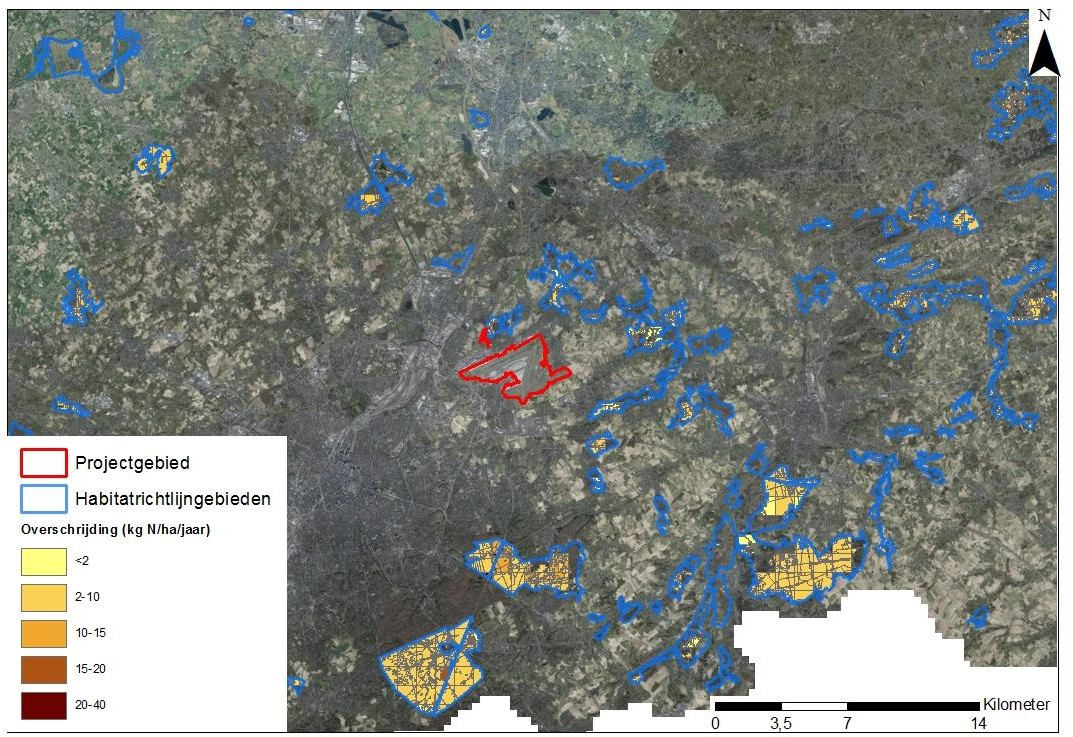 N
Projectgebied
Habitatrichtlijngebieden
Overschrijding (kg N/ha/jaar)
<2
2-10
10-15
15-20
20-40
Kilometer
0 3,5 7 14